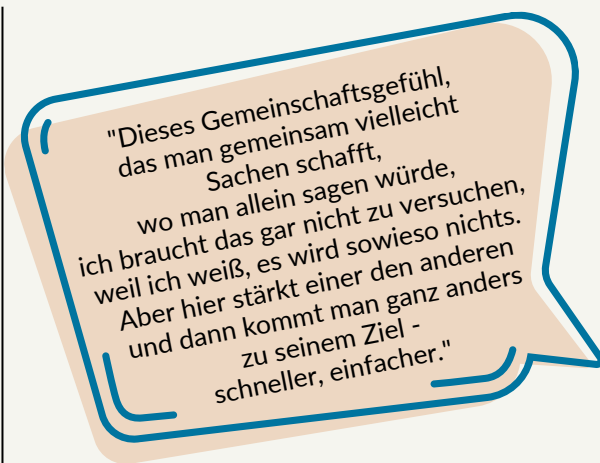 "Dieses Gemeinschaftsgefühl,
das man gemeinsam vielleicht
Sachen schafft,
wo man allein sagen würde,
ich braucht das gar nicht zu versuchen,
weil ich weiß, es wird sowieso nichts.
Aber hier stärkt einer den anderen
und dann kommt man ganz anders
zu seinem Ziel -
schneller, einfacher."